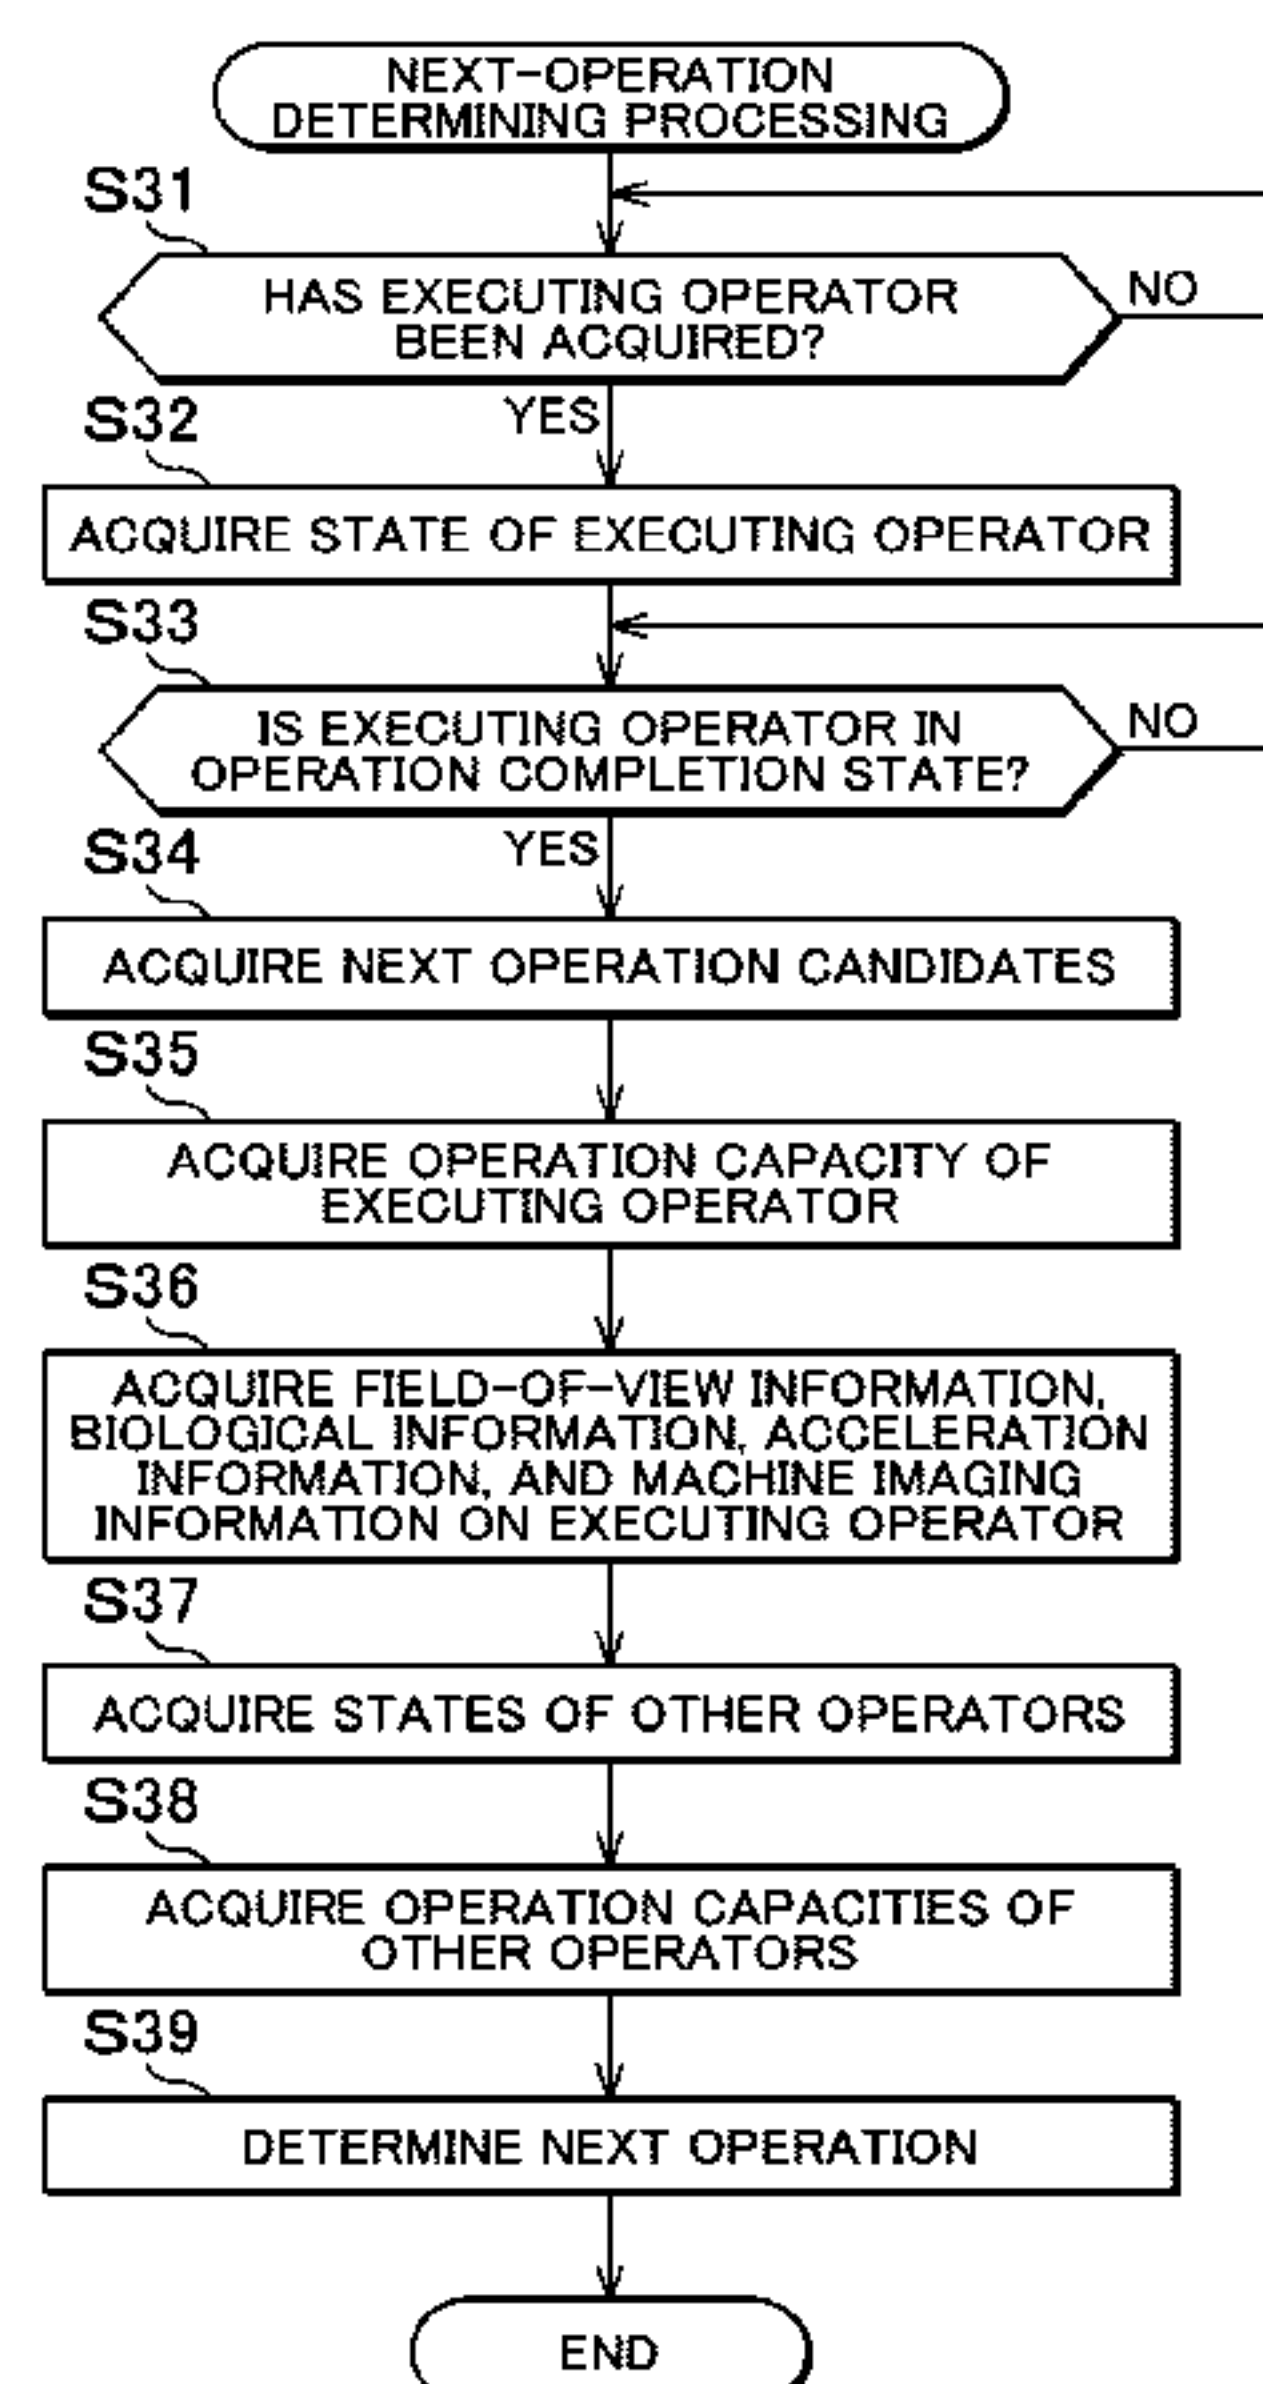 NEXT-OPERATION
DETERMINING PROCESSING
S31
HAS EXECUTING OPERATOR
BEEN ACQUIRED?
NO
YES
S32
ACQUIRE STATE OF EXECUTING OPERATOR
S33
IS EXECUTING OPERATOR IN
OPERATION COMPLETION STATE?
NO
YES
S34
ACQUIRE NEXT OPERATION CANDIDATES
S35
ACQUIRE OPERATION CAPACITY OF
EXECUTING OPERATOR
S36
ACQUIRE FIELD-OF-VIEW INFORMATION,
BIOLOGICAL INFORMATION, ACCELERATION
INFORMATION, AND MACHINE IMAGING
INFORMATION ON EXECUTING OPERATOR
S37
ACQUIRE STATES OF OTHER OPERATORS
S38
ACQUIRE OPERATION CAPACITIES OF
OTHER OPERATORS
S39
DETERMINE NEXT OPERATION
END